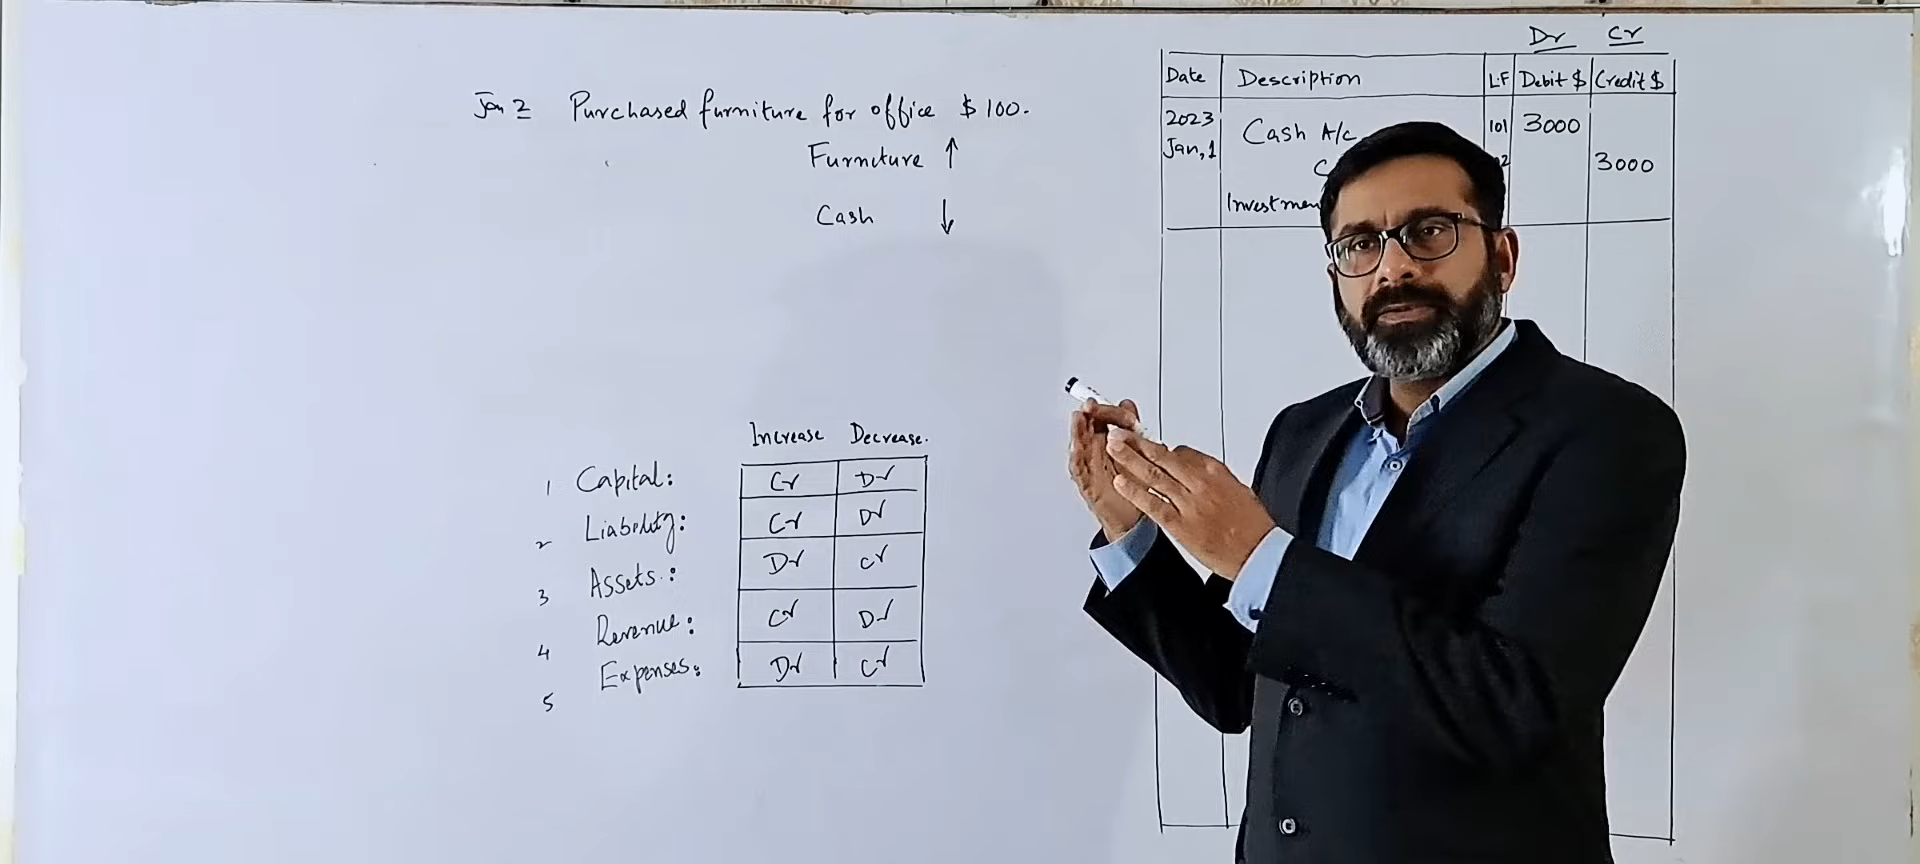 Jan 2 Purchased furniture for office $ 100.
Furniture ↑
Cash ↓
Increase Decrease.
1 Capital: Cr Dr
2 Liability: Cr Dr
3 Assets: Dr Cr
4 Revenue: Cr Dr
5 Expenses: Dr Cr
Dr Cr
Date Description L.F Debit $ Credit $
2023 Cash A/c 101 3000
Jan, 1 3000